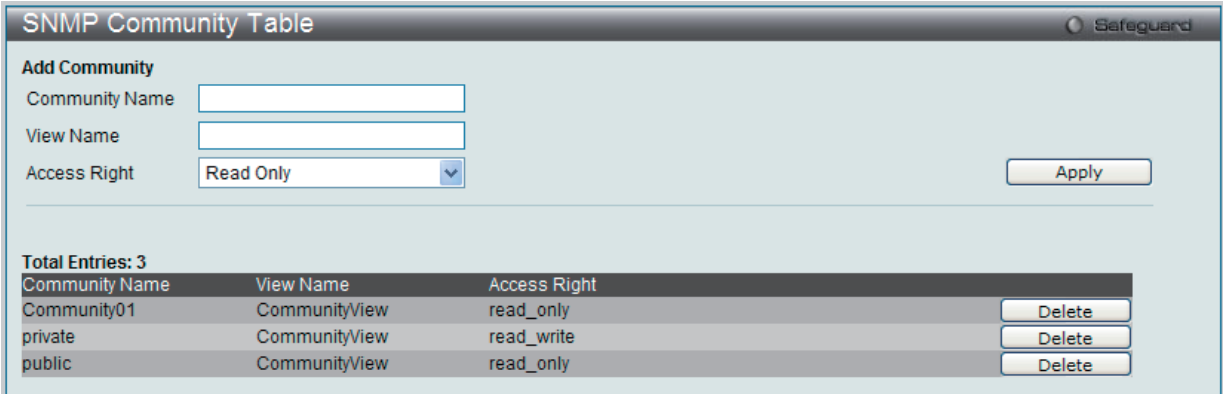 SNMP Community Table
Safeguard
Add Community
Community Name
View Name
Access Right Read Only Apply
Total Entries: 3
Community Name View Name Access Right
Community01 CommunityView read_only Delete
private CommunityView read_write Delete
public CommunityView read_only Delete